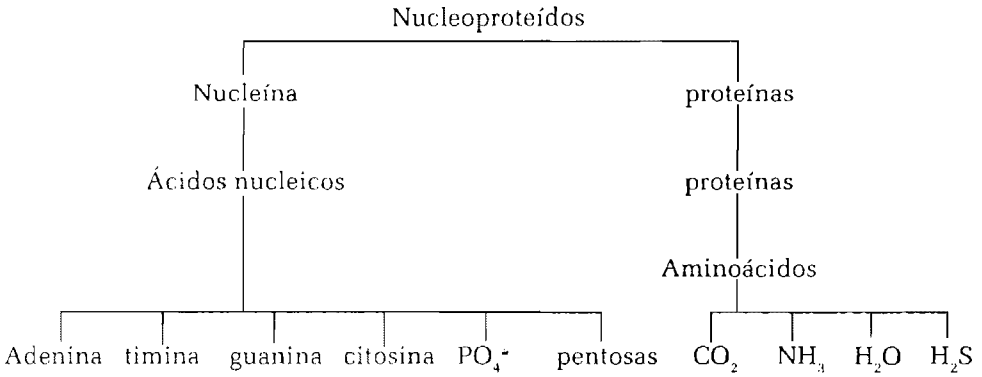 Nucleoproteídos
Nucleína proteínas
Ácidos nucleicos proteínas
Aminoácidos
Adenina timina guanina citosina PO₄⁼ pentosas CO₂ NH₃ H₂O H₂S